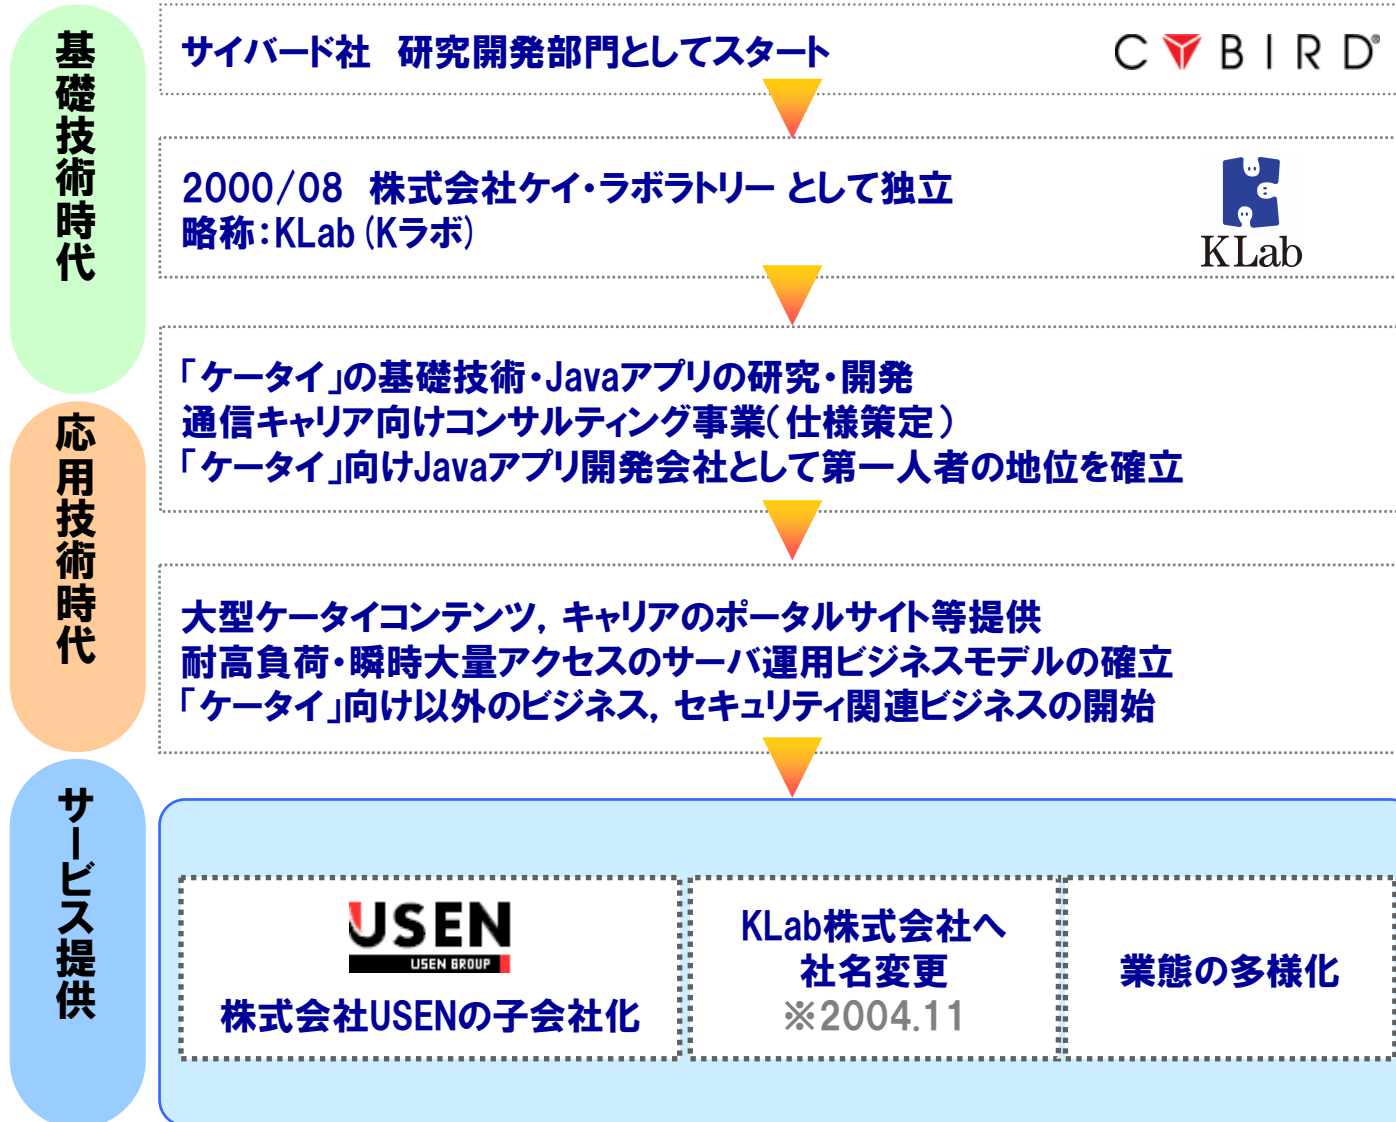 基礎技術時代
サイバード社　研究開発部門としてスタート
CYBIRD®
2000/08　株式会社ケイ・ラボラトリー として独立
略称：KLab（Kラボ）
KLab
「ケータイ」の基礎技術・Javaアプリの研究・開発
通信キャリア向けコンサルティング事業（仕様策定）
「ケータイ」向けJavaアプリ開発会社として第一人者の地位を確立
応用技術時代
大型ケータイコンテンツ，キャリアのポータルサイト等提供
耐高負荷・瞬時大量アクセスのサーバ運用ビジネスモデルの確立
「ケータイ」向け以外のビジネス，セキュリティ関連ビジネスの開始
サービス提供
USEN
USEN GROUP
株式会社USENの子会社化
KLab株式会社へ
社名変更
※2004.11
業態の多様化